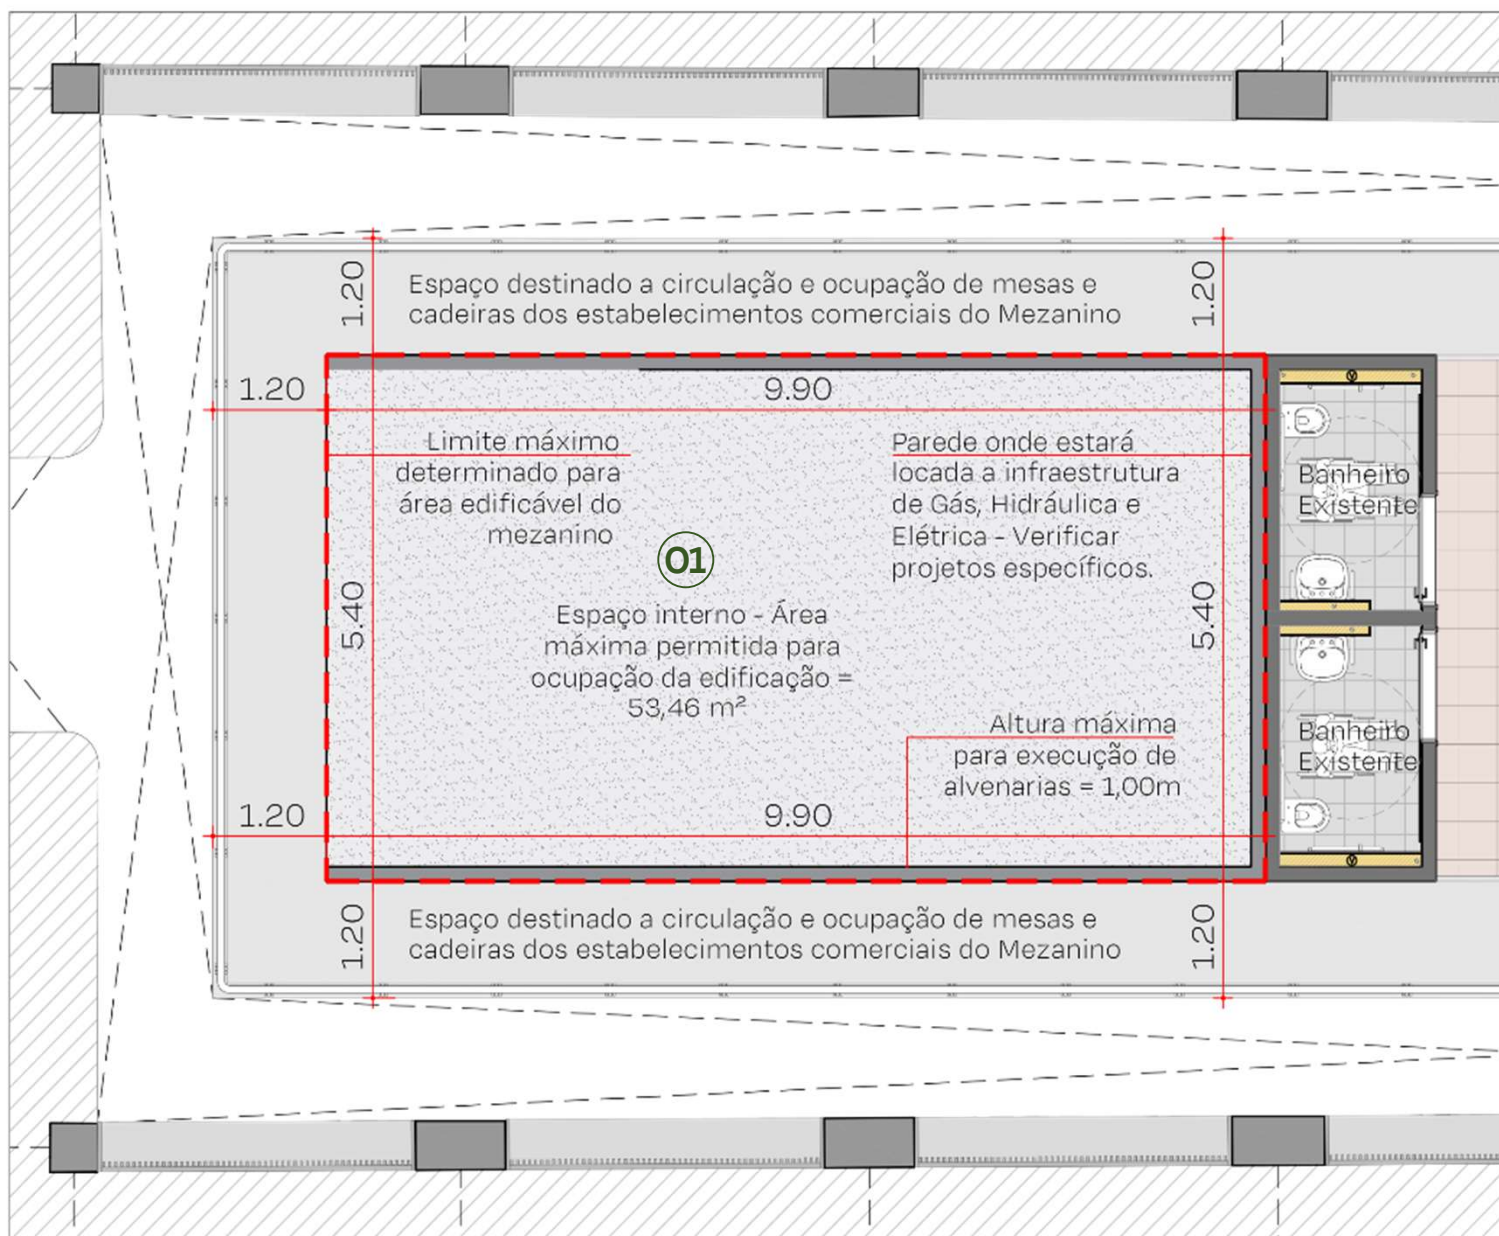 1.20
Espaço destinado a circulação e ocupação de mesas e
cadeiras dos estabelecimentos comerciais do Mezanino
1.20
1.20
9.90
Limite máximo
determinado para
área edificável do
mezanino
Parede onde estará
locada a infraestrutura
de Gás, Hidráulica e
Elétrica - Verificar
projetos específicos.
Banheiro
Existente
01
5.40
Espaço interno - Área
máxima permitida para
ocupação da edificação =
53,46 m²
5.40
Altura máxima
para execução de
alvenarias = 1,00m
Banheiro
Existente
1.20
9.90
1.20
Espaço destinado a circulação e ocupação de mesas e
cadeiras dos estabelecimentos comerciais do Mezanino
1.20